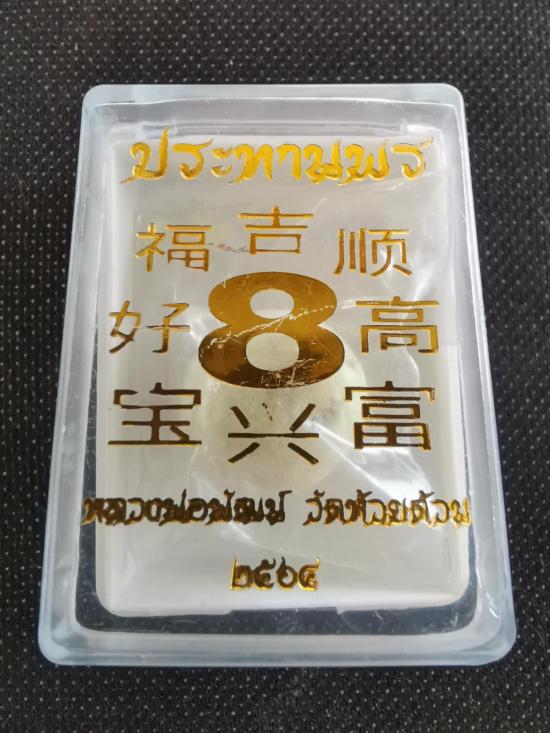 ประทานพร
福 吉 顺
好 8 高
宝 兴 富
หลวงพ่อพัฒน์ วัดห้วยด้วน
๒๕๖๔